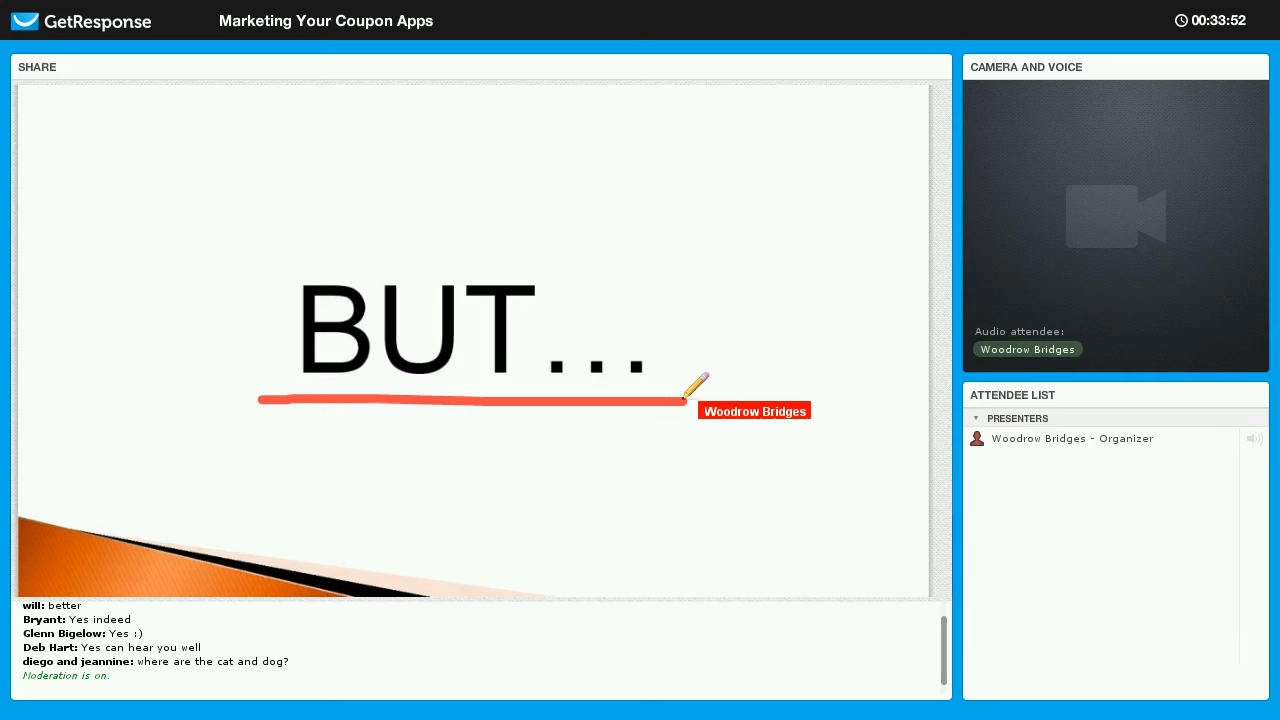 GetResponse Marketing Your Coupon Apps 00:33:52
SHARE
BUT...
Woodrow Bridges
will: better
Bryant: Yes indeed
Glenn Bigelow: Yes :)
Deb Hart: Yes can hear you well
diego and jeannine: where are the cat and dog?
Moderation is on.
CAMERA AND VOICE
Audio attendee:
Woodrow Bridges
ATTENDEE LIST
PRESENTERS
Woodrow Bridges - Organizer